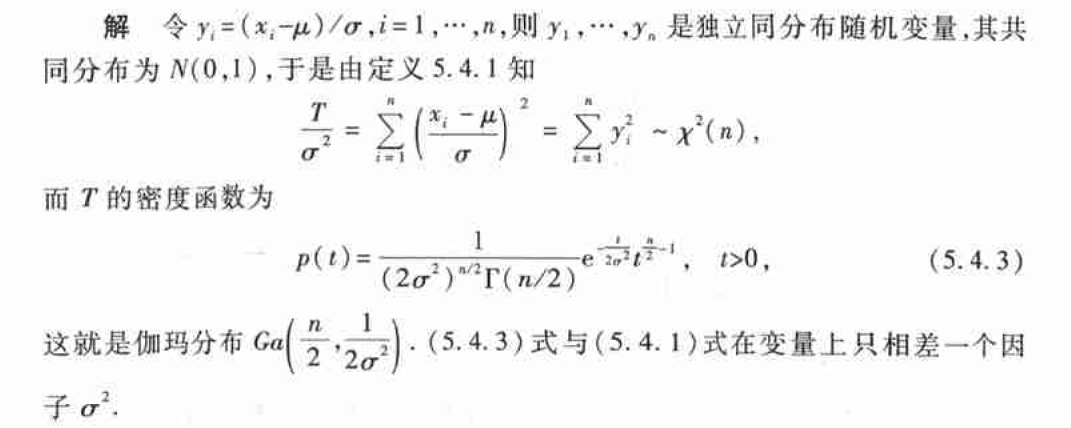 解 令 y_i=(x_i-μ)/σ,i=1,…,n,则 y_1,…,y_n 是独立同分布随机变量,其共
同分布为 N(0,1),于是由定义 5.4.1 知
T/σ^2 = ∑_{i=1}^{n} ((x_i - μ)/σ)^2 = ∑_{i=1}^{n} y_i^2 ~ χ^2(n),
而 T 的密度函数为
p(t)= 1/((2σ^2)^{n/2}Γ(n/2)) e^{-t/(2σ^2)} t^{n/2-1}, t>0, (5.4.3)
这就是伽玛分布 Ga(n/2, 1/(2σ^2)). (5.4.3)式与(5.4.1)式在变量上只相差一个因
子 σ^2.